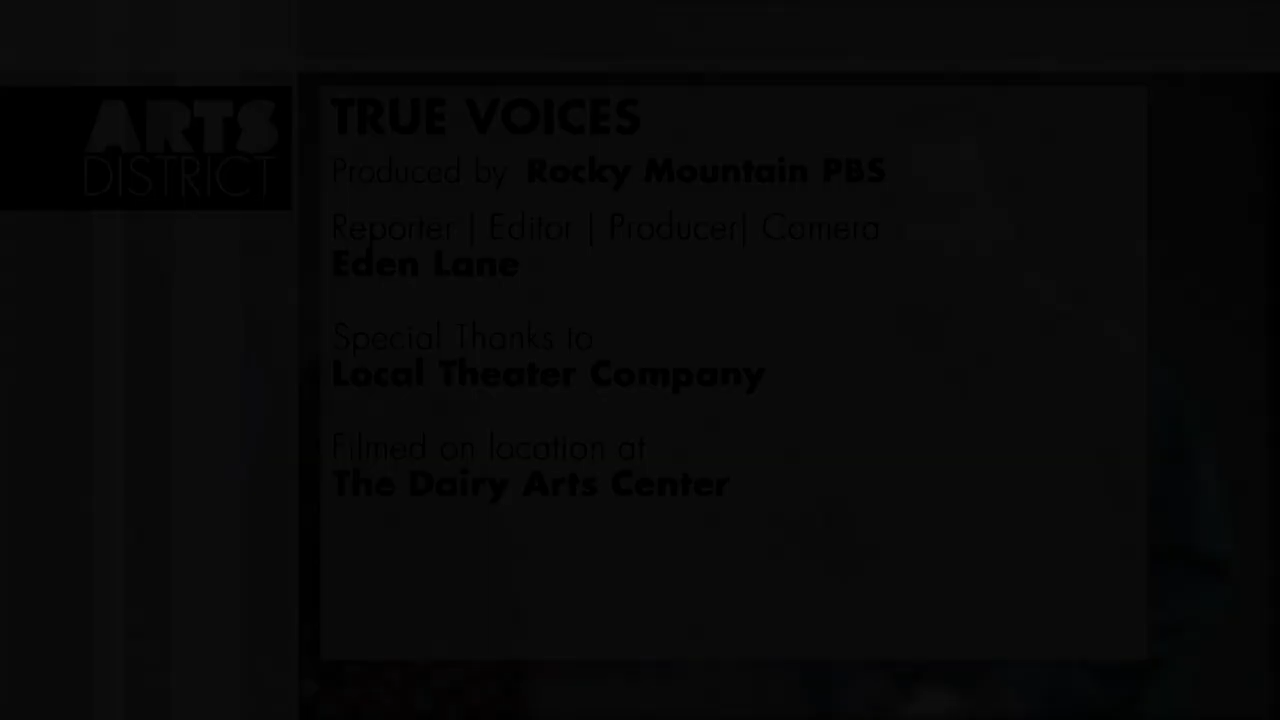 ARTS
DISTRICT
TRUE VOICES
Produced by Rocky Mountain PBS
Reporter | Editor | Producer| Camera
Eden Lane
Special Thanks to
Local Theater Company
Filmed on location at
The Dairy Arts Center